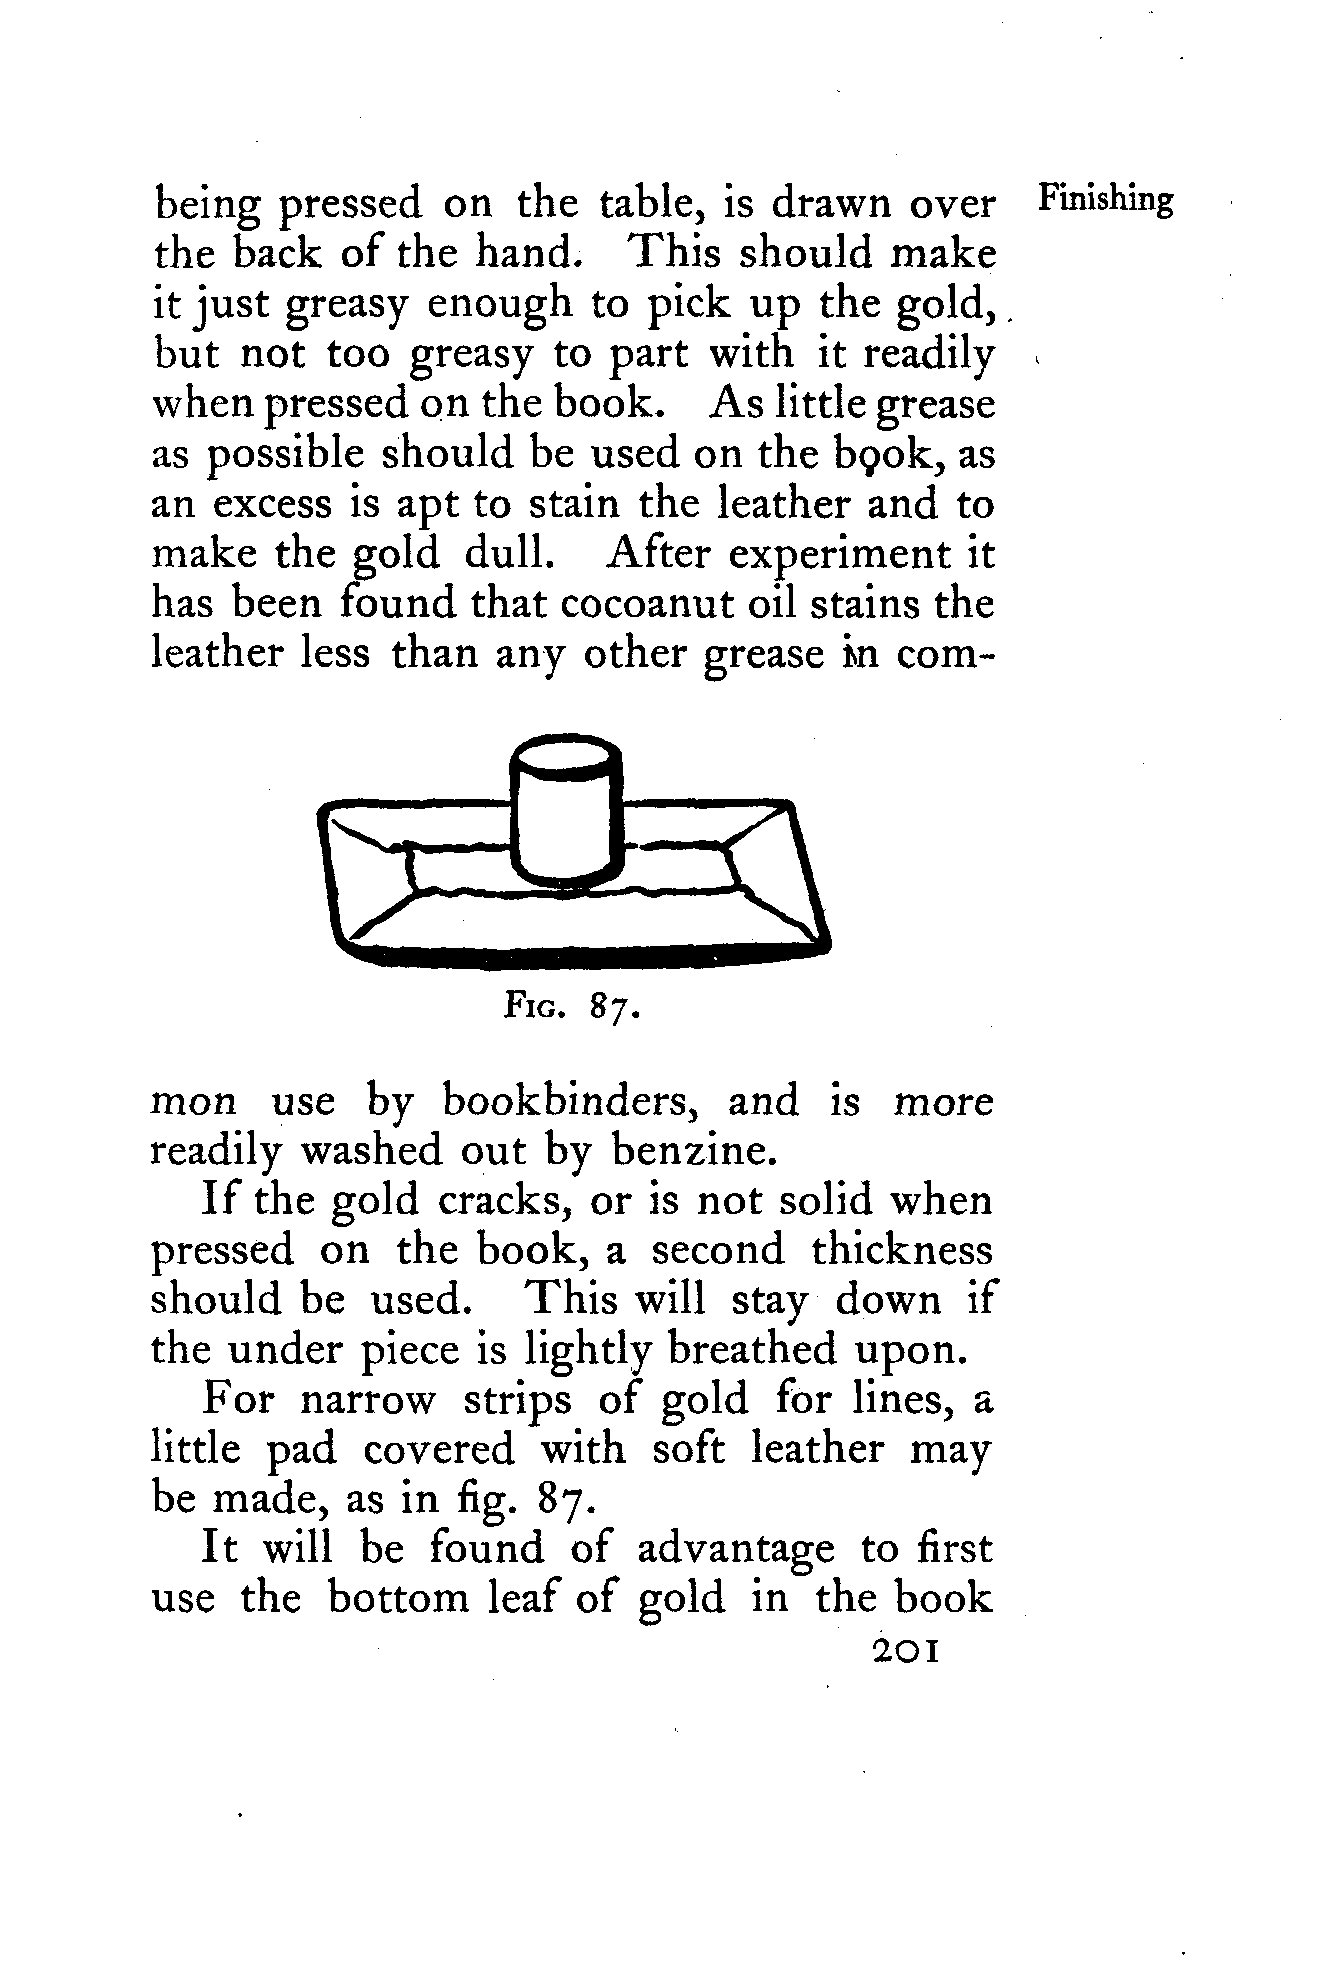 being pressed on the table, is drawn over
Finishing
the back of the hand. This should make
it just greasy enough to pick up the gold,
but not too greasy to part with it readily
when pressed on the book. As little grease
as possible should be used on the book, as
an excess is apt to stain the leather and to
make the gold dull. After experiment it
has been found that cocoanut oil stains the
leather less than any other grease in com-
Fig. 87.
mon use by bookbinders, and is more
readily washed out by benzine.
If the gold cracks, or is not solid when
pressed on the book, a second thickness
should be used. This will stay down if
the under piece is lightly breathed upon.
For narrow strips of gold for lines, a
little pad covered with soft leather may
be made, as in fig. 87.
It will be found of advantage to first
use the bottom leaf of gold in the book
201